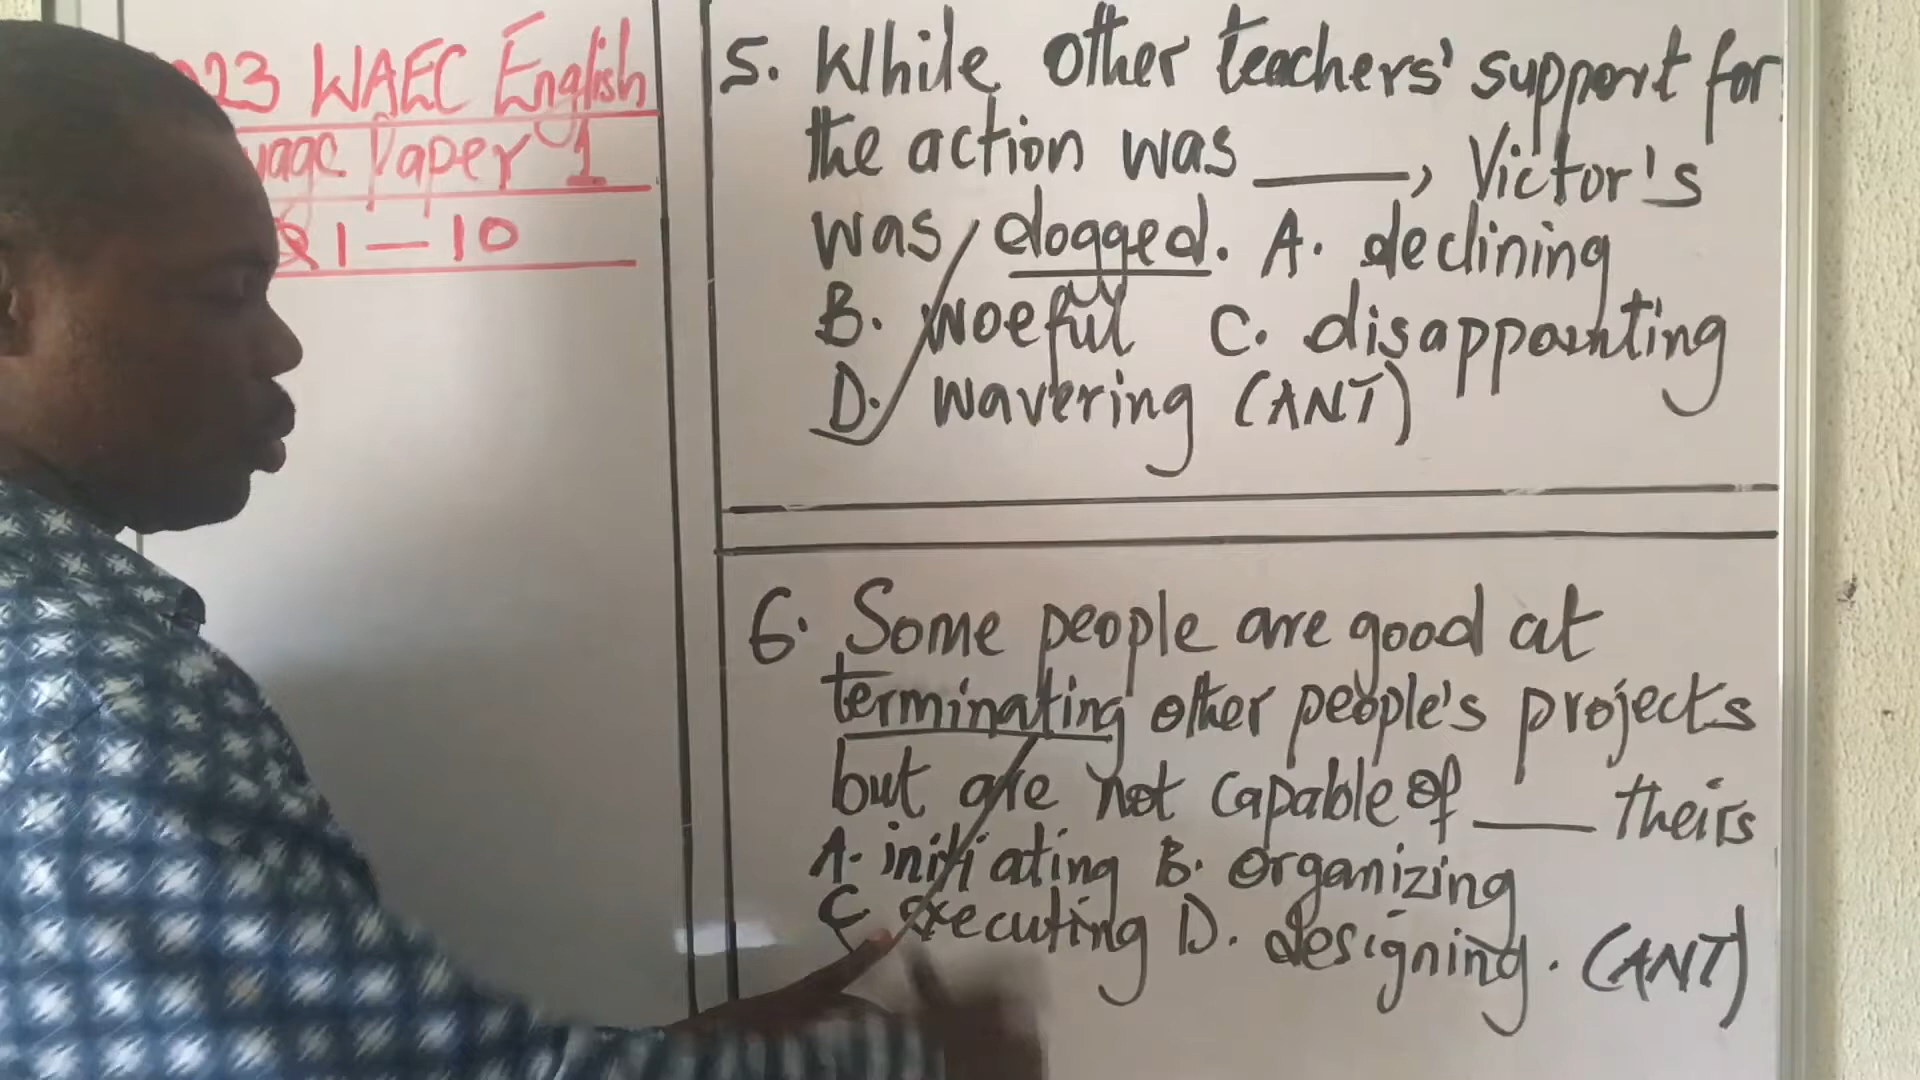 23 WAEC English
Paper 1
Q1-10
5. While other teachers' support for
the action was ____, Victor's
was dogged. A. declining
B. woeful C. disappointing
D. wavering (ANT)
6. Some people are good at
terminating other people's projects
but are not capable of ____ theirs
A. initiating B. organizing
C executing D. designing. (ANT)